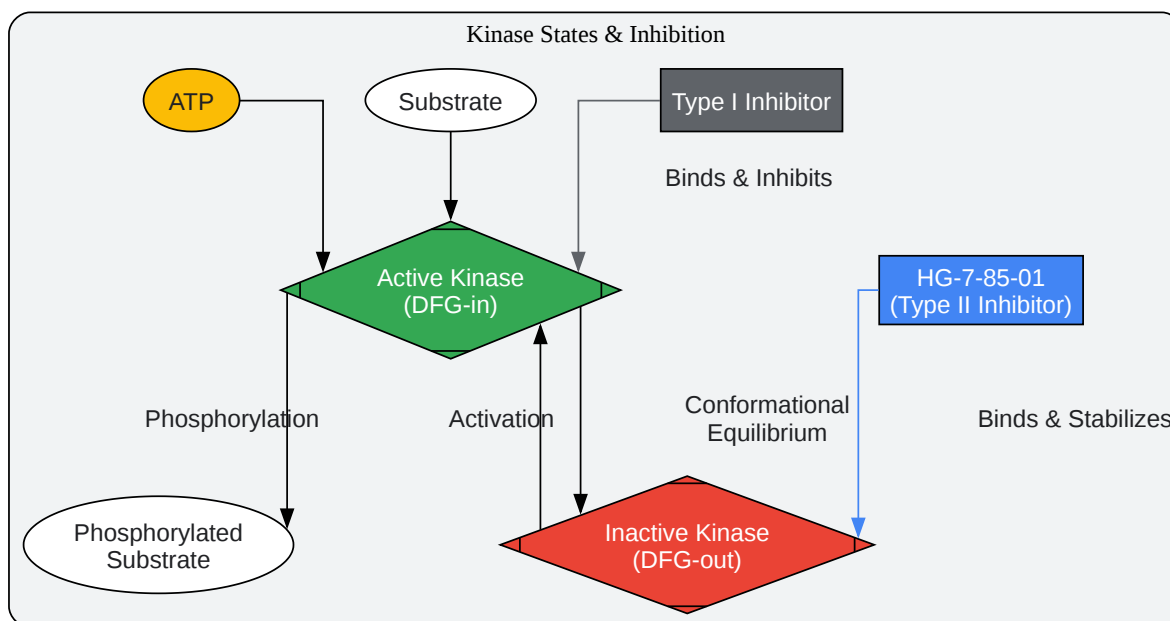 Kinase States & Inhibition
ATP
Substrate
Type I Inhibitor
Binds & Inhibits
Active Kinase
(DFG-in)
HG-7-85-01
(Type II Inhibitor)
Phosphorylation
Activation
Conformational
Equilibrium
Binds & Stabilizes
Phosphorylated
Substrate
Inactive Kinase
(DFG-out)